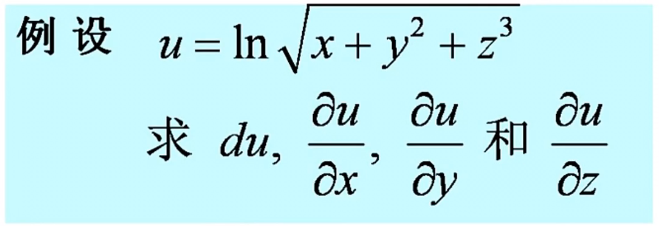 例 设 u = ln √(x + y² + z³)
求 du, ∂u/∂x, ∂u/∂y 和 ∂u/∂z